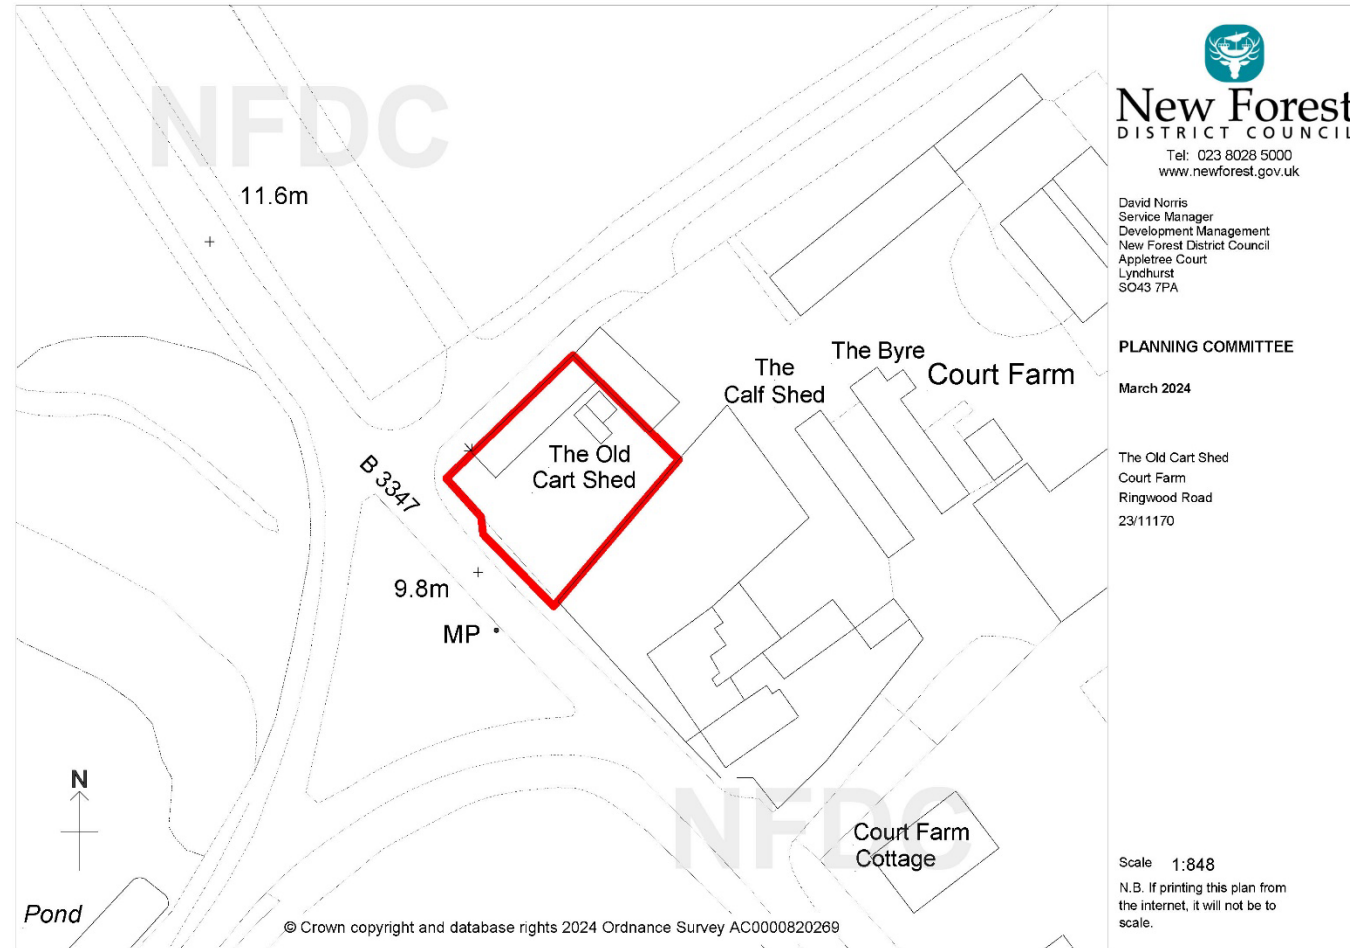 NFDC
11.6m
The Byre
The
Calf Shed
Court Farm
The Old
Cart Shed
B 3347
9.8m
MP
N
NFDC
Court Farm
Cottage
Pond
© Crown copyright and database rights 2024 Ordnance Survey AC0000820269
New Forest
DISTRICT COUNCIL
Tel: 023 8028 5000
www.newforest.gov.uk
David Norris
Service Manager
Development Management
New Forest District Council
Appletree Court
Lyndhurst
SO43 7PA
PLANNING COMMITTEE
March 2024
The Old Cart Shed
Court Farm
Ringwood Road
23/11170
Scale 1:848
N.B. If printing this plan from
the internet, it will not be to
scale.